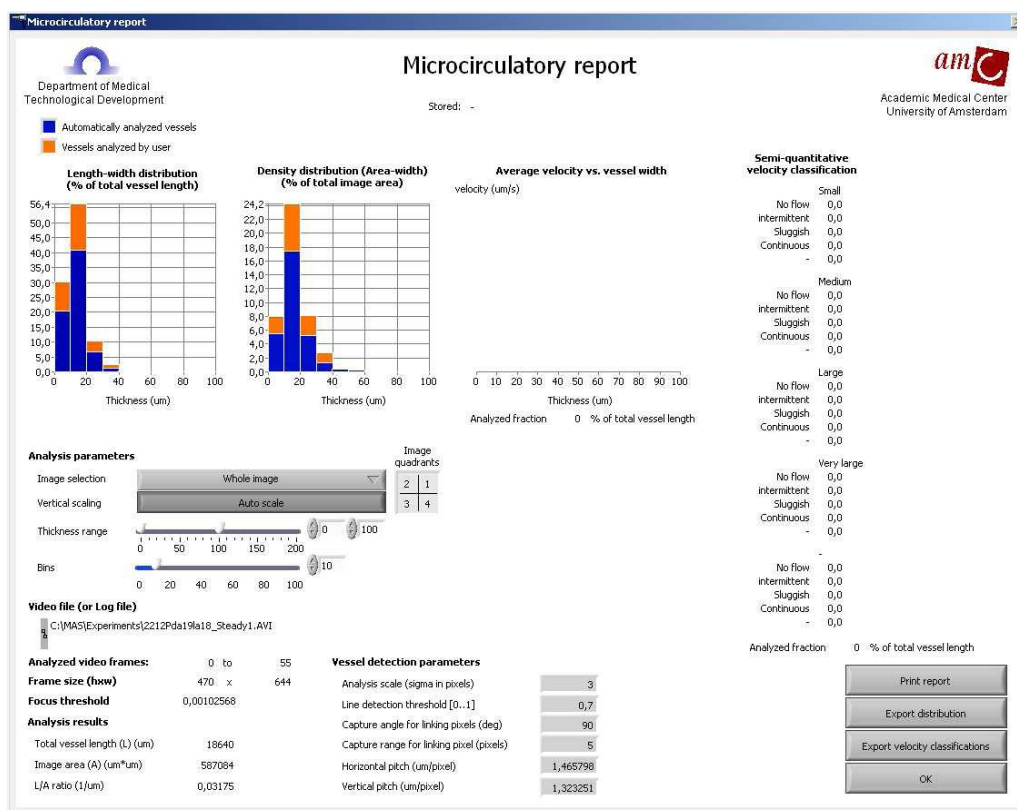 Microcirculatory report
Department of Medical
Technological Development
Microcirculatory report
Stored: -
amC
Academic Medical Center
University of Amsterdam
Automatically analyzed vessels
Vessels analyzed by user
Length-width distribution
(% of total vessel length)
56,4
50,0
45,0
40,0
35,0
30,0
25,0
20,0
15,0
10,0
5,0
0,0
0 20 40 60 80 100
Thickness (um)
Density distribution (Area-width)
(% of total image area)
24,2
22,0
20,0
18,0
16,0
14,0
12,0
10,0
8,0
6,0
4,0
2,0
0,0
0 20 40 60 80 100
Thickness (um)
Average velocity vs. vessel width
velocity (um/s)
0 10 20 30 40 50 60 70 80 90 100
Thickness (um)
Analyzed fraction 0 % of total vessel length
Semi-quantitative
velocity classification
Small
No flow 0,0
intermittent 0,0
Sluggish 0,0
Continuous 0,0
- 0,0
Medium
No flow 0,0
intermittent 0,0
Sluggish 0,0
Continuous 0,0
- 0,0
Large
No flow 0,0
intermittent 0,0
Sluggish 0,0
Continuous 0,0
- 0,0
Very large
No flow 0,0
intermittent 0,0
Sluggish 0,0
Continuous 0,0
- 0,0
-
No flow 0,0
intermittent 0,0
Sluggish 0,0
Continuous 0,0
- 0,0
Analyzed fraction 0 % of total vessel length
Analysis parameters
Image selection Whole image
Vertical scaling Auto scale
Image
quadrants
2 1
3 4
Thickness range 0 100
0 50 100 150 200
Bins 10
0 20 40 60 80 100
Video file (or Log file)
C:\MAS\Experiments\2212Pda19la18_Steady1.AVI
Analyzed video frames: 0 to 55
Frame size (hxw) 470 x 644
Focus threshold 0,00102568
Analysis results
Total vessel length (L) (um) 18640
Image area (A) (um*um) 587084
L/A ratio (1/um) 0,03175
Vessel detection parameters
Analysis scale (sigma in pixels) 3
Line detection threshold [0..1] 0,7
Capture angle for linking pixels (deg) 90
Capture range for linking pixel (pixels) 5
Horizontal pitch (um/pixel) 1,465798
Vertical pitch (um/pixel) 1,323251
Print report
Export distribution
Export velocity classifications
OK